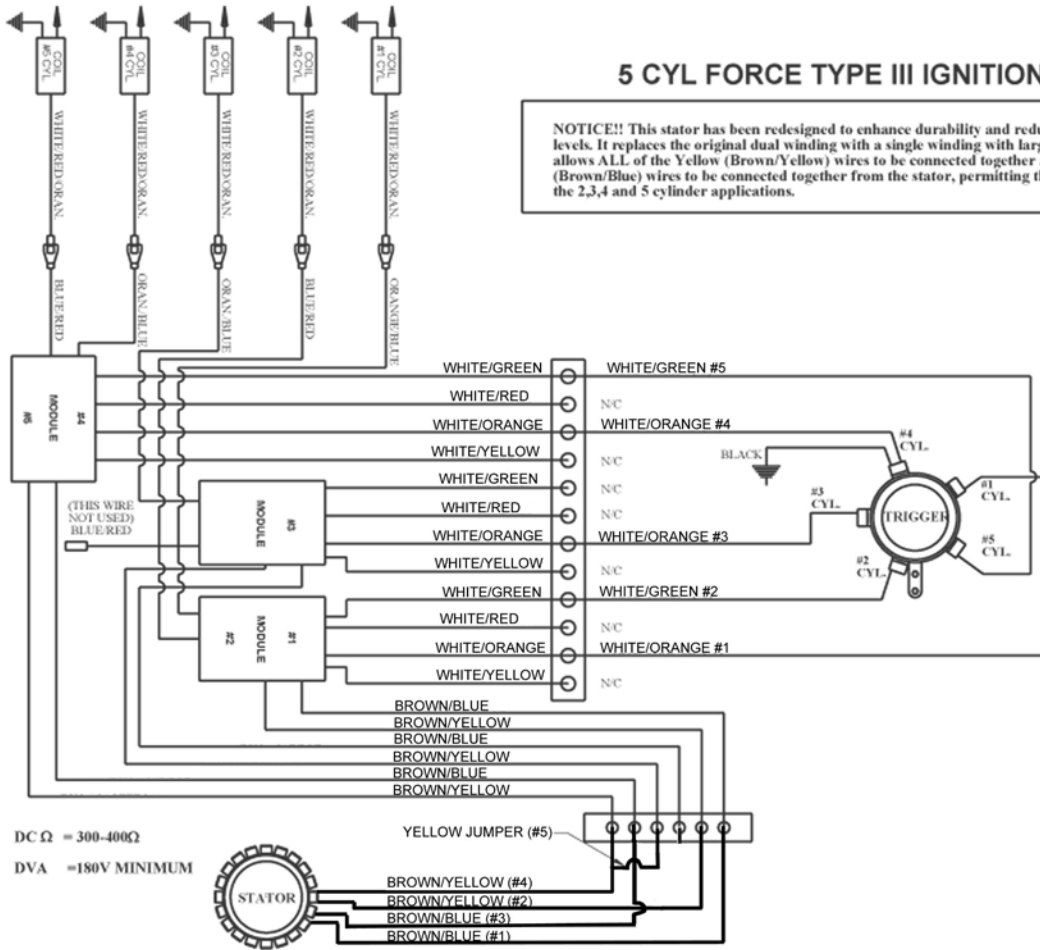 COIL
#5 CYL
COIL
#4 CYL
COIL
#3 CYL
COIL
#2 CYL
COIL
#1 CYL
5 CYL FORCE TYPE III IGNITION
NOTICE!! This stator has been redesigned to enhance durability and redu
levels. It replaces the original dual winding with a single winding with larg
allows ALL of the Yellow (Brown/Yellow) wires to be connected together
(Brown/Blue) wires to be connected together from the stator, permitting th
the 2,3,4 and 5 cylinder applications.
WHITE/RED/ORAN.
WHITE/RED/ORAN.
WHITE/RED/ORAN.
WHITE/RED/ORAN.
WHITE/RED/ORAN.
BLUE/RED
ORAN./BLUE
ORAN./BLUE
BLUE/RED
ORANGE/BLUE
WHITE/GREEN
WHITE/GREEN #5
WHITE/RED
N/C
WHITE/ORANGE
WHITE/ORANGE #4
WHITE/YELLOW
N/C
WHITE/GREEN
N/C
WHITE/RED
N/C
WHITE/ORANGE
WHITE/ORANGE #3
WHITE/YELLOW
N/C
WHITE/GREEN
WHITE/GREEN #2
WHITE/RED
N/C
WHITE/ORANGE
WHITE/ORANGE #1
WHITE/YELLOW
N/C
#4
MODULE
#5
(THIS WIRE
NOT USED)
BLUE/RED
#3
MODULE
#1
MODULE
#2
BLACK
#4
CYL.
#3
CYL.
#1
CYL.
TRIGGER
#5
CYL.
#2
CYL.
BROWN/BLUE
BROWN/YELLOW
BROWN/BLUE
BROWN/YELLOW
BROWN/BLUE
BROWN/YELLOW
DC Ω = 300-400Ω
DVA =180V MINIMUM
YELLOW JUMPER (#5)
STATOR
BROWN/YELLOW (#4)
BROWN/YELLOW (#2)
BROWN/BLUE (#3)
BROWN/BLUE (#1)